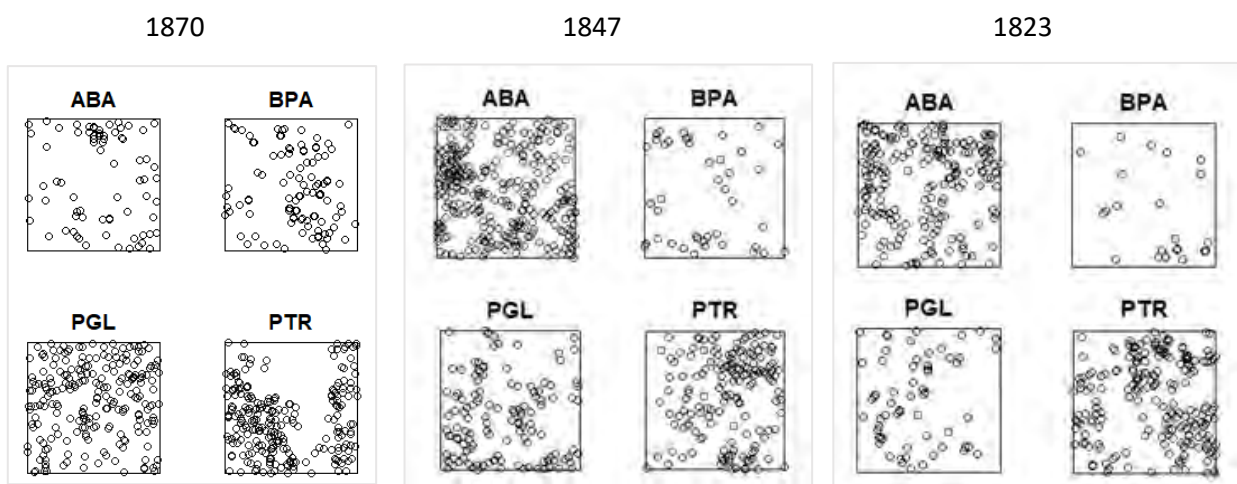 1870 1847 1823
ABA BPA ABA BPA ABA BPA
PGL PTR PGL PTR PGL PTR